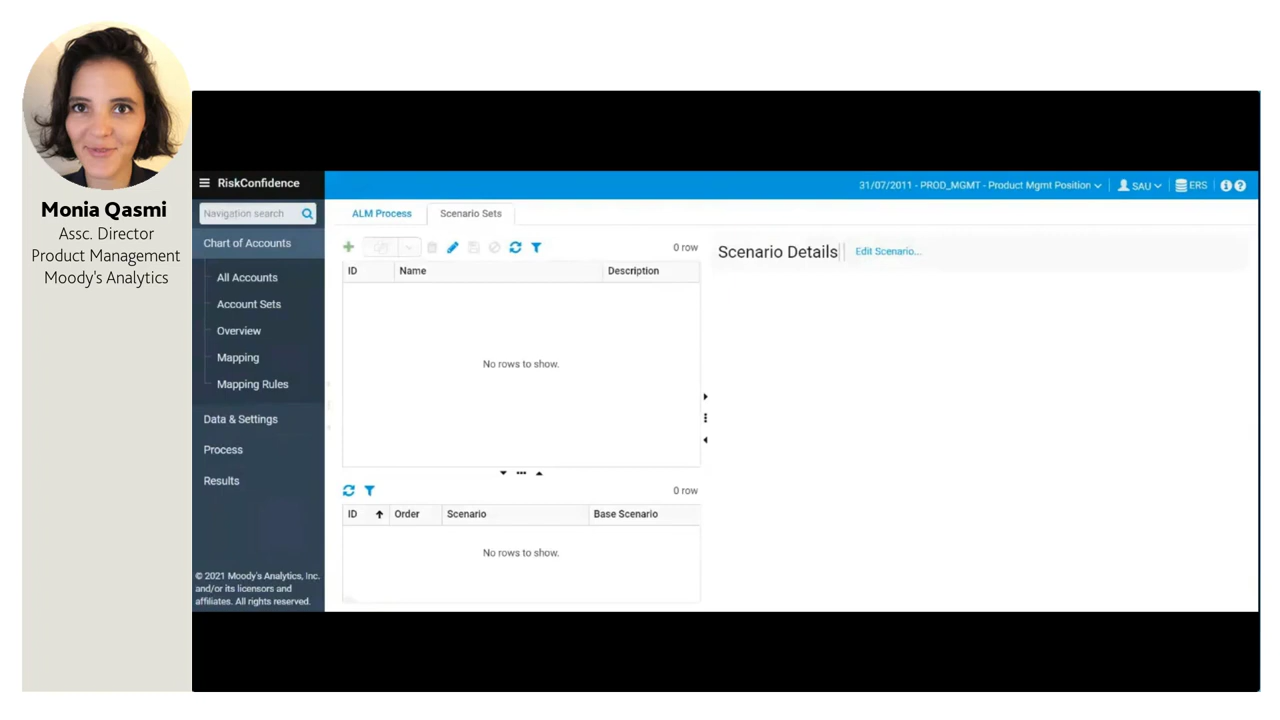 Monia Qasmi
Assc. Director
Product Management
Moody's Analytics
RiskConfidence
31/07/2011 - PROD_MGMT - Product Mgmt Position
SAU
ERS
Navigation search
Chart of Accounts
All Accounts
Account Sets
Overview
Mapping
Mapping Rules
Data & Settings
Process
Results
© 2021 Moody's Analytics, Inc.
and/or its licensors and
affiliates. All rights reserved.
ALM Process
Scenario Sets
0 row
ID Name Description
No rows to show.
0 row
ID Order Scenario Base Scenario
No rows to show.
Scenario Details
Edit Scenario...